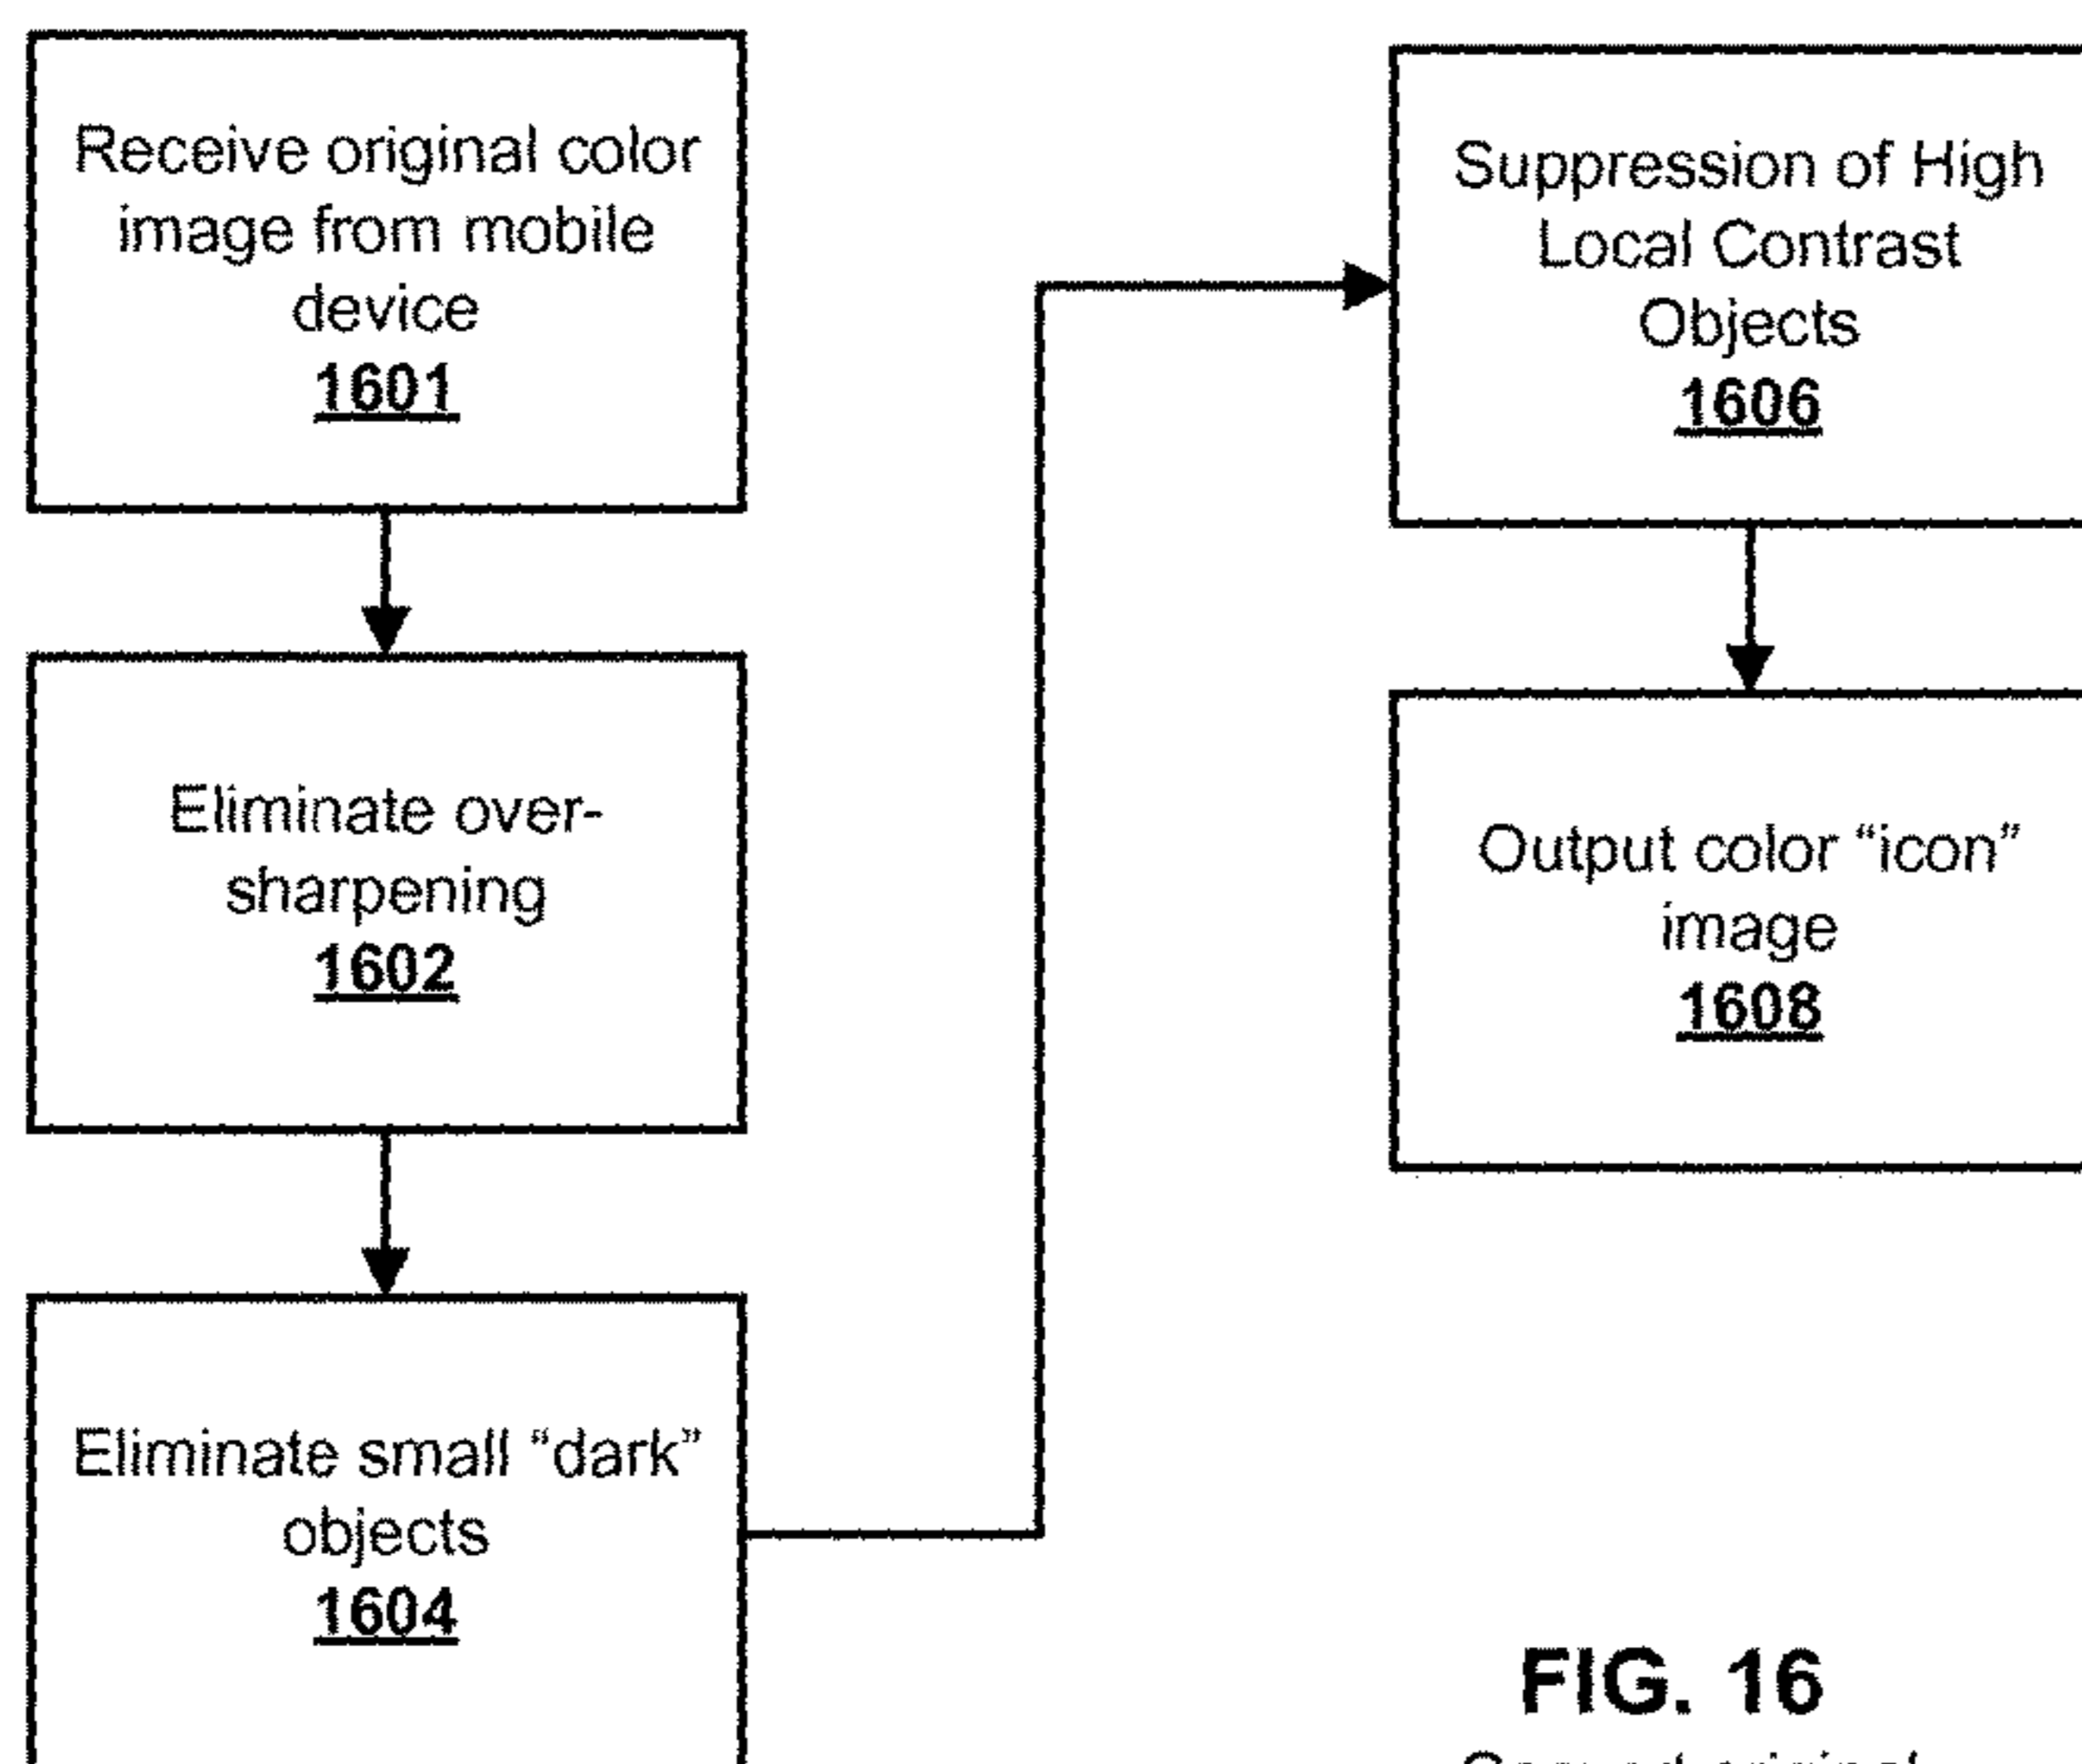 Receive original color
image from mobile
device
1601
Eliminate over-
sharpening
1602
Eliminate small “dark”
objects
1604
Suppression of High
Local Contrast
Objects
1606
Output color “icon”
image
1608
FIG. 16